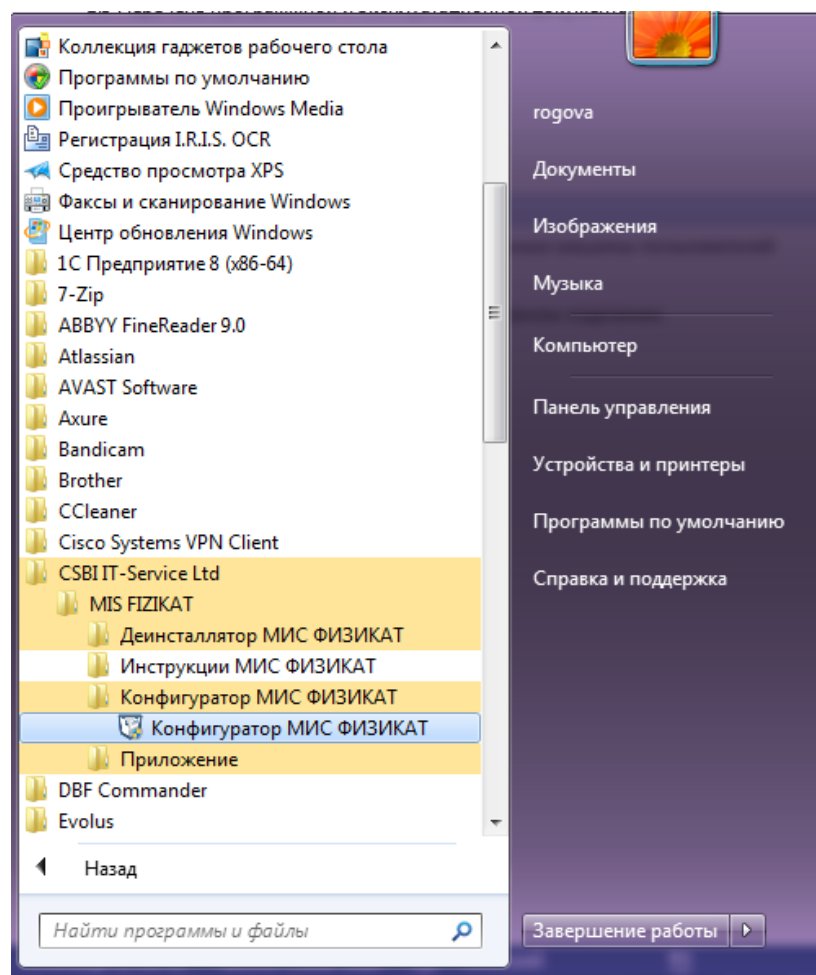 Коллекция гаджетов рабочего стола
Программы по умолчанию
Проигрыватель Windows Media
Регистрация I.R.I.S. OCR
Средство просмотра XPS
Факсы и сканирование Windows
Центр обновления Windows
1С Предприятие 8 (x86-64)
7-Zip
ABBYY FineReader 9.0
Atlassian
AVAST Software
Axure
Bandicam
Brother
CCleaner
Cisco Systems VPN Client
CSBI IT-Service Ltd
MIS FIZIKAT
Деинсталлятор МИС ФИЗИКАТ
Инструкции МИС ФИЗИКАТ
Конфигуратор МИС ФИЗИКАТ
Конфигуратор МИС ФИЗИКАТ
Приложение
DBF Commander
Evolus
Назад
Найти программы и файлы
rogova
Документы
Изображения
Музыка
Компьютер
Панель управления
Устройства и принтеры
Программы по умолчанию
Справка и поддержка
Завершение работы